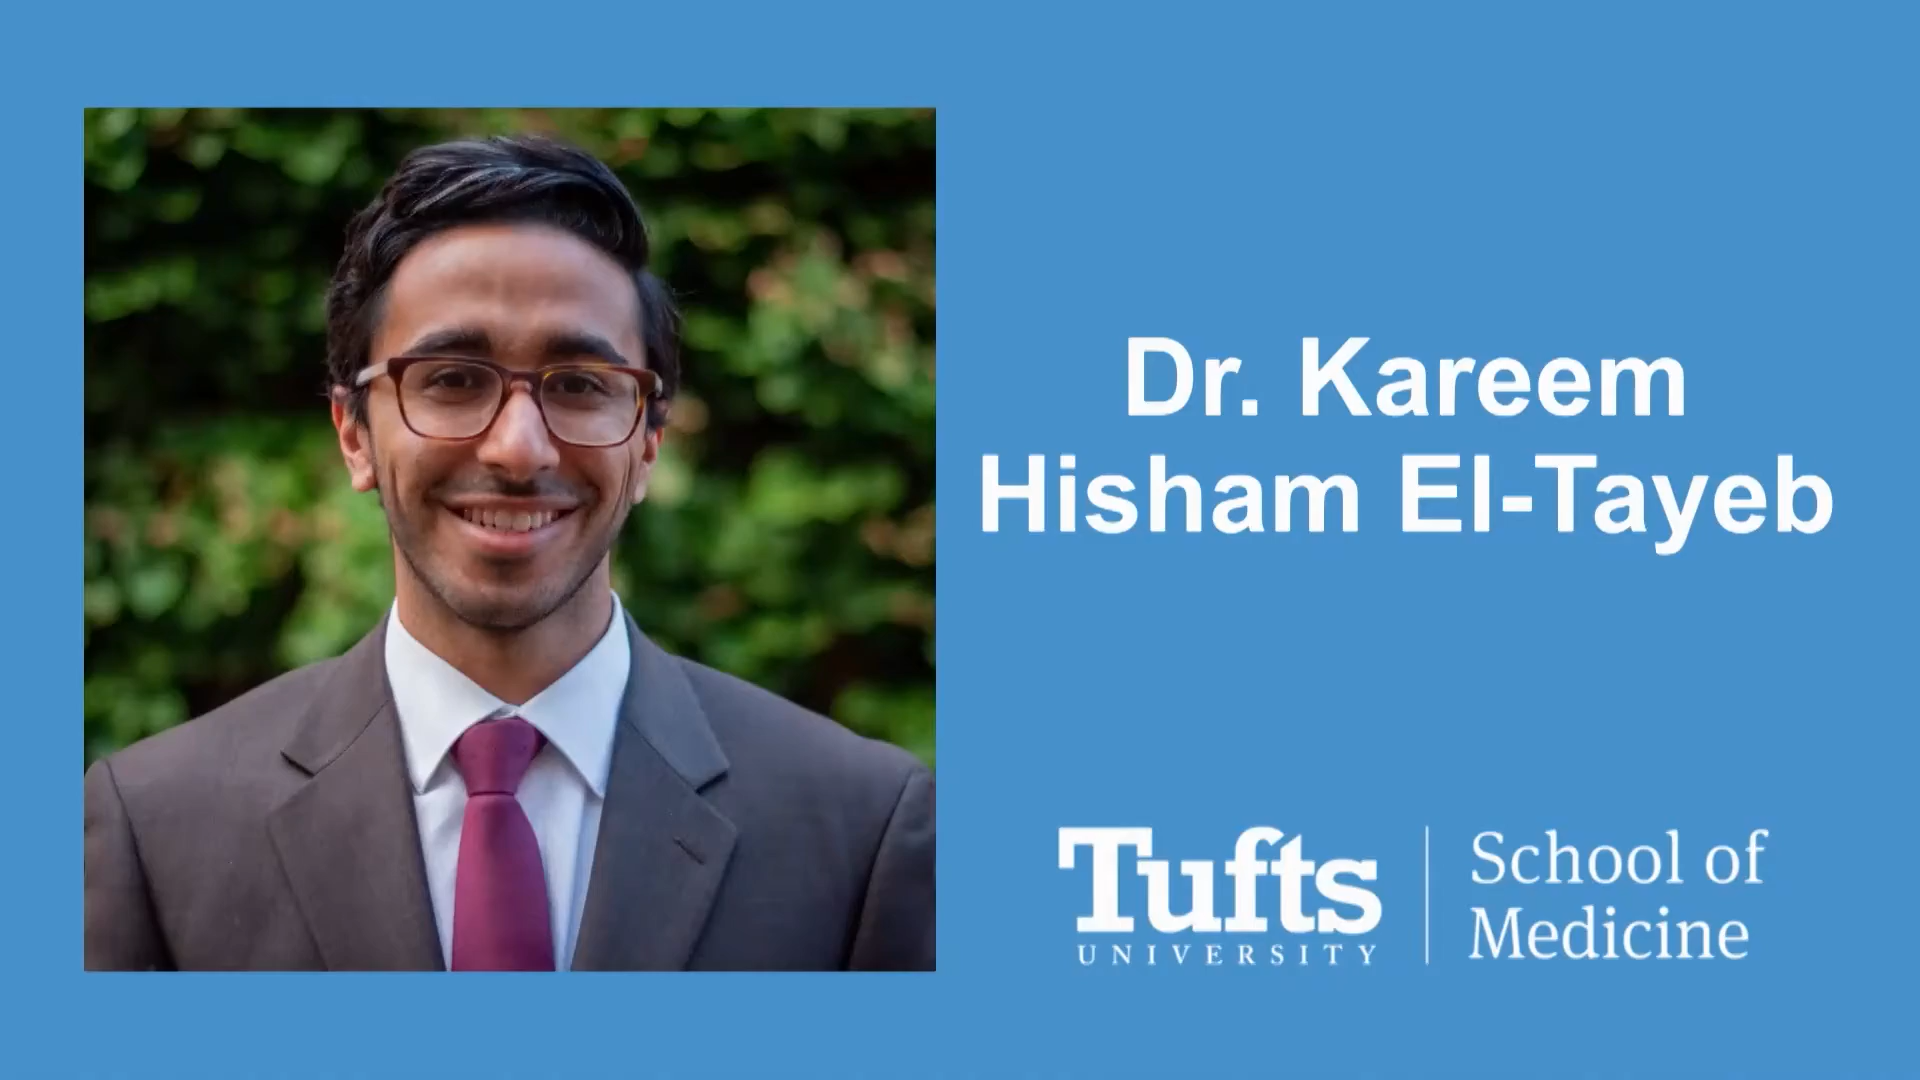 Dr. Kareem
Hisham El-Tayeb
Tufts
UNIVERSITY
School of
Medicine